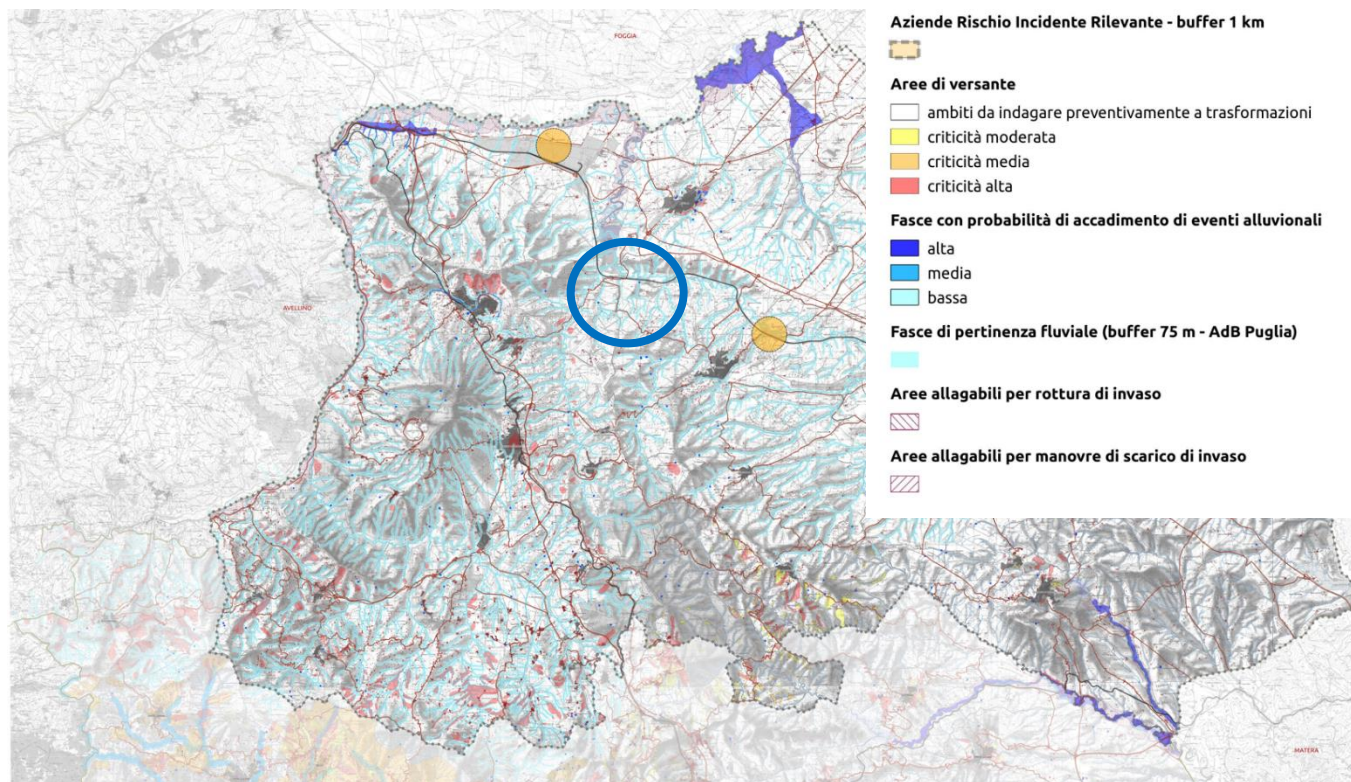 FOGGIA
AVELLINO
MATERA
Aziende Rischio Incidente Rilevante - buffer 1 km
Aree di versante
ambiti da indagare preventivamente a trasformazioni
criticità moderata
criticità media
criticità alta
Fasce con probabilità di accadimento di eventi alluvionali
alta
media
bassa
Fasce di pertinenza fluviale (buffer 75 m - AdB Puglia)
Aree allagabili per rottura di invaso
Aree allagabili per manovre di scarico di invaso